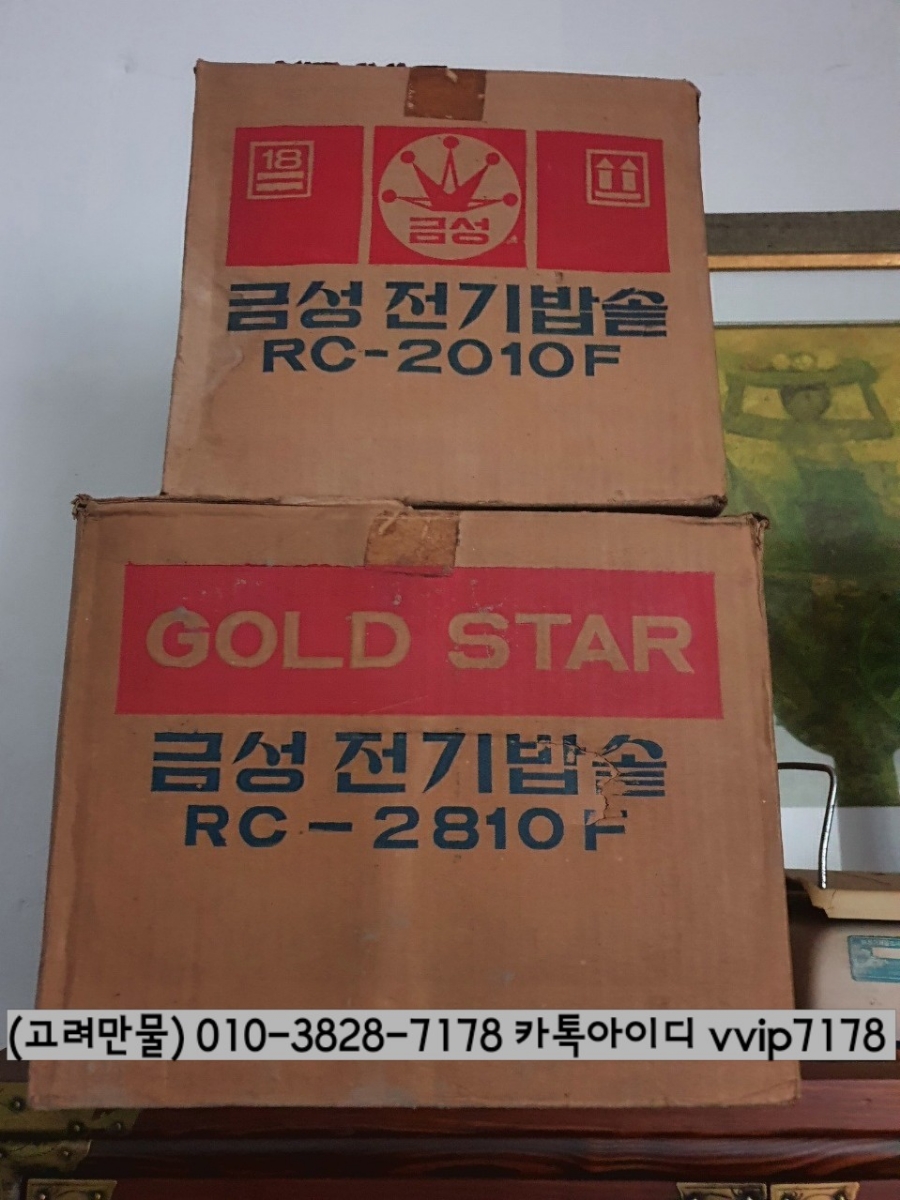 18
금성
금성 전기밥솥
RC-2010F
GOLD STAR
금성 전기밥솥
RC-2810F
(고려만물) 010-3828-7178 카톡아이디 vvip7178.